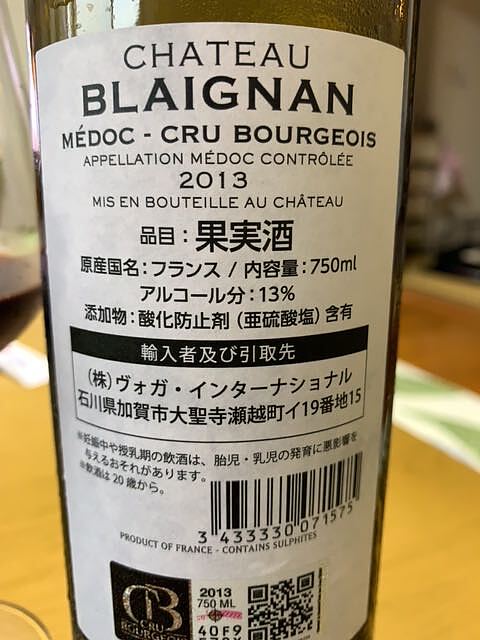 CHATEAU
BLAIGNAN
MÉDOC - CRU BOURGEOIS
APPELLATION MÉDOC CONTRÔLÉE
2013
MIS EN BOUTEILLE AU CHÂTEAU
品目：果実酒
原産国名：フランス / 内容量：750ml
アルコール分：13%
添加物：酸化防止剤（亜硫酸塩）含有
輸入者及び引取先
（株）ヴォガ・インターナショナル
石川県加賀市大聖寺瀬越町イ19番地15
※妊娠中や授乳期の飲酒は、胎児・乳児の発育に悪影響を
与えるおそれがあります。
※飲酒は20歳から。
3 433330 071575
PRODUCT OF FRANCE - CONTAINS SULPHITES
CB
CRU
BOURGEOIS
2013
750 ML
40F9